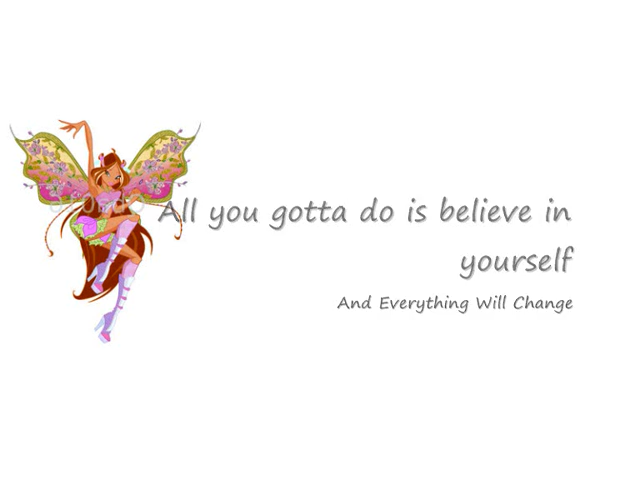 All you gotta do is believe in
yourself
And Everything Will Change